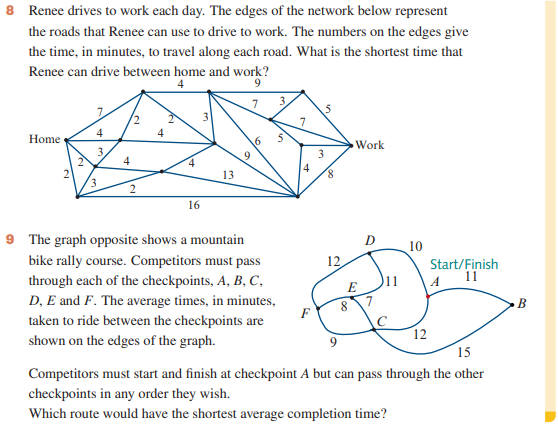 8 Renee drives to work each day. The edges of the network below represent
the roads that Renee can use to drive to work. The numbers on the edges give
the time, in minutes, to travel along each road. What is the shortest time that
Renee can drive between home and work?
4 9
7 3 5
7 2 2 3 7
4 4 6 5
Home Work
3 9 3
2 4 4 4
2 3 13 8
2
16
9 The graph opposite shows a mountain
bike rally course. Competitors must pass
through each of the checkpoints, A, B, C,
D, E and F. The average times, in minutes,
taken to ride between the checkpoints are
shown on the edges of the graph.
D 10
12 Start/Finish
E 11 A 11
8 7 B
F C
9 12
15
Competitors must start and finish at checkpoint A but can pass through the other
checkpoints in any order they wish.
Which route would have the shortest average completion time?